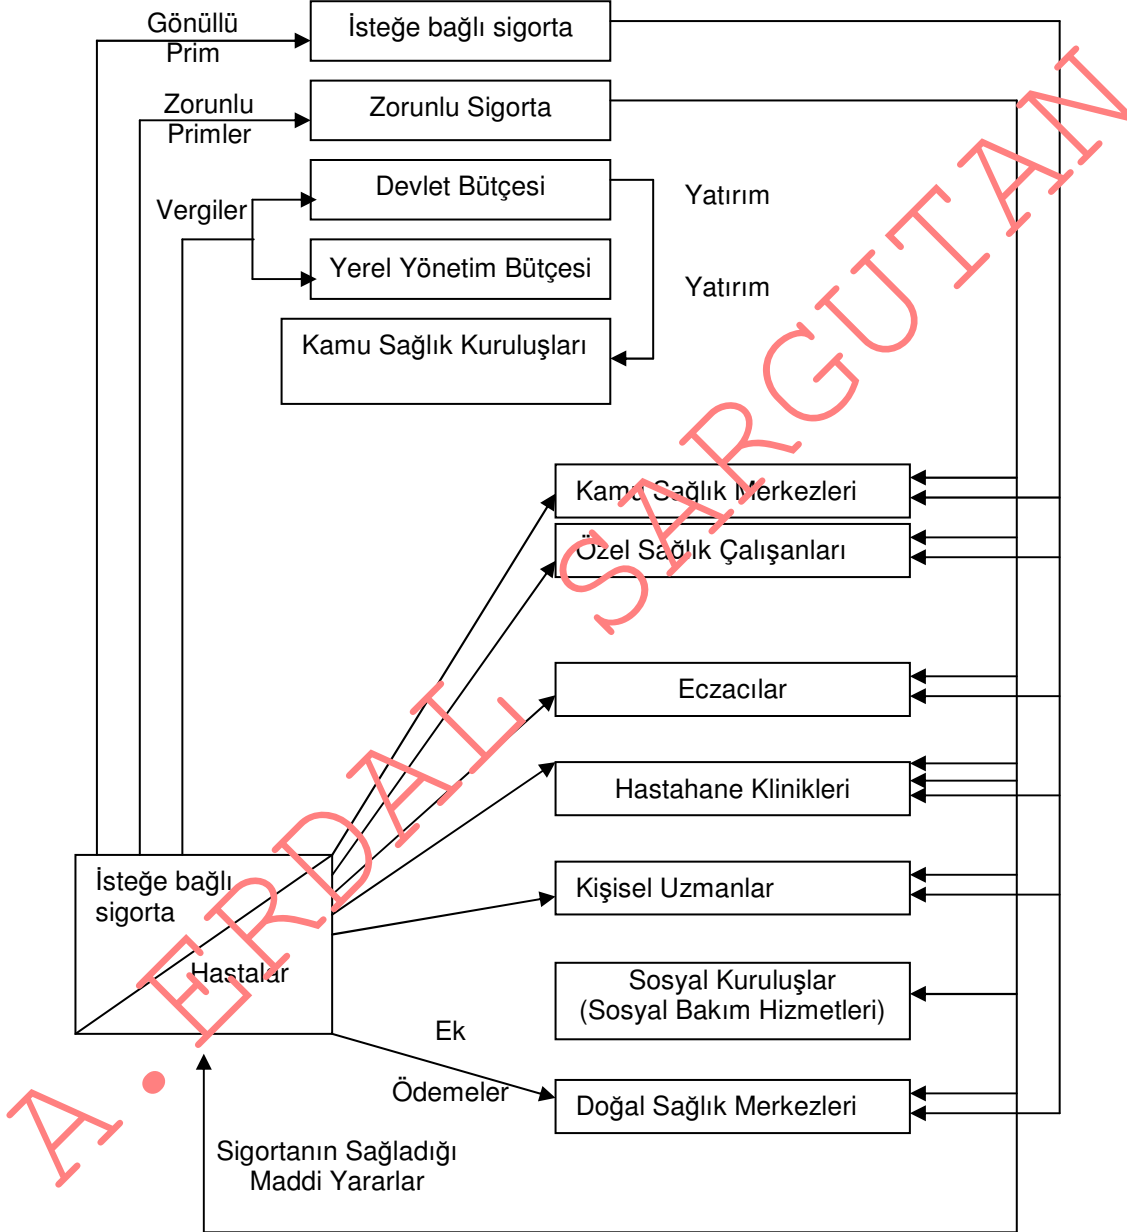 Gönüllü
Prim
İsteğe bağlı sigorta
Zorunlu
Primler
Zorunlu Sigorta
Vergiler
Devlet Bütçesi
Yatırım
Yerel Yönetim Bütçesi
Yatırım
Kamu Sağlık Kuruluşları
Kamu Sağlık Merkezleri
Özel Sağlık Çalışanları
Eczacılar
Hastahane Klinikleri
İsteğe bağlı
sigorta
Hastalar
Kişisel Uzmanlar
Sosyal Kuruluşlar
(Sosyal Bakım Hizmetleri)
Ek
Ödemeler
Doğal Sağlık Merkezleri
Sigortanın Sağladığı
Maddi Yararlar
A. ERDAL SARGUTAN